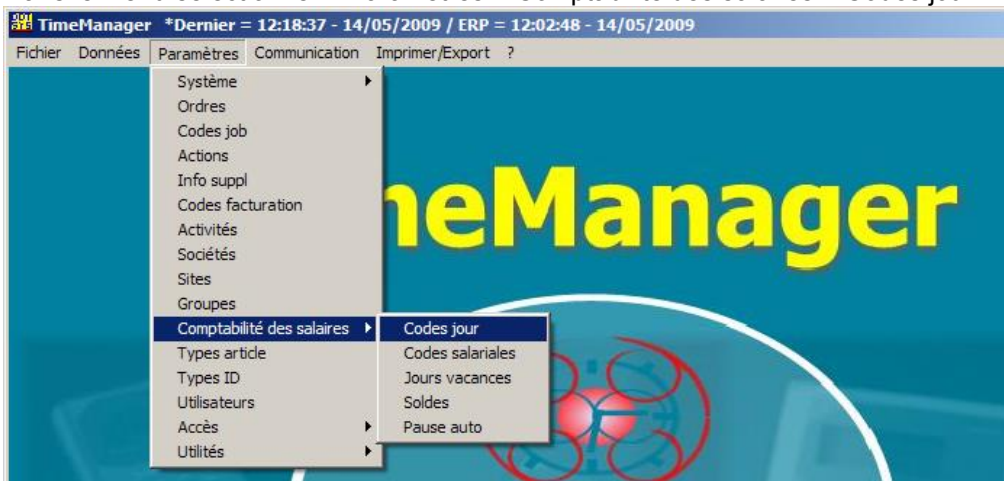 TimeManager *Dernier = 12:18:37 - 14/05/2009 / ERP = 12:02:48 - 14/05/2009
Fichier Données Paramètres Communication Imprimer/Export ?
Système
Ordres
Codes job
Actions
Info suppl
Codes facturation
Activités
Sociétés
Sites
Groupes
Comptabilité des salaires
Types article
Types ID
Utilisateurs
Accès
Utilités
Codes jour
Codes salariales
Jours vacances
Soldes
Pause auto
neManager